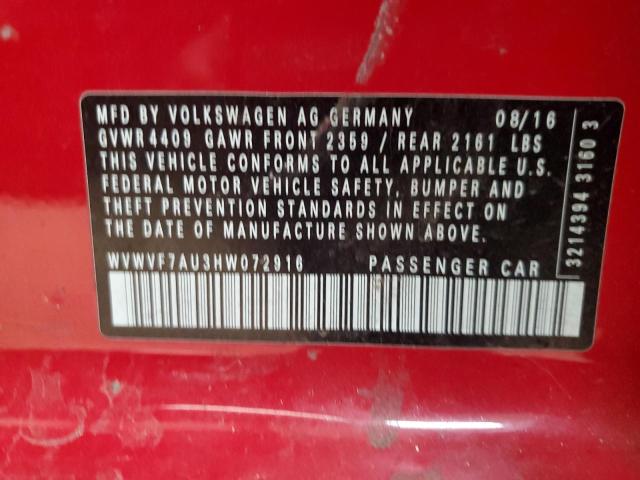 MFD BY VOLKSWAGEN AG GERMANY 08/16
GVWR 4409 GAWR FRONT 2359 / REAR 2161 LBS
THIS VEHICLE CONFORMS TO ALL APPLICABLE U.S.
FEDERAL MOTOR VEHICLE SAFETY, BUMPER AND
THEFT PREVENTION STANDARDS IN EFFECT ON
THE DATE OF MANUFACTURE SHOWN ABOVE.
WVWVF7AU3HW072916 PASSENGER CAR
3214394 3160 3